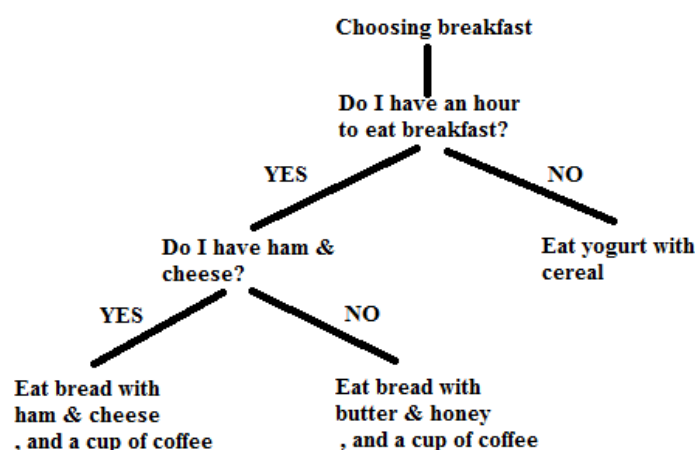 Choosing breakfast
Do I have an hour
to eat breakfast?
YES
NO
Do I have ham &
cheese?
Eat yogurt with
cereal
YES
NO
Eat bread with
ham & cheese
, and a cup of coffee
Eat bread with
butter & honey
, and a cup of coffee